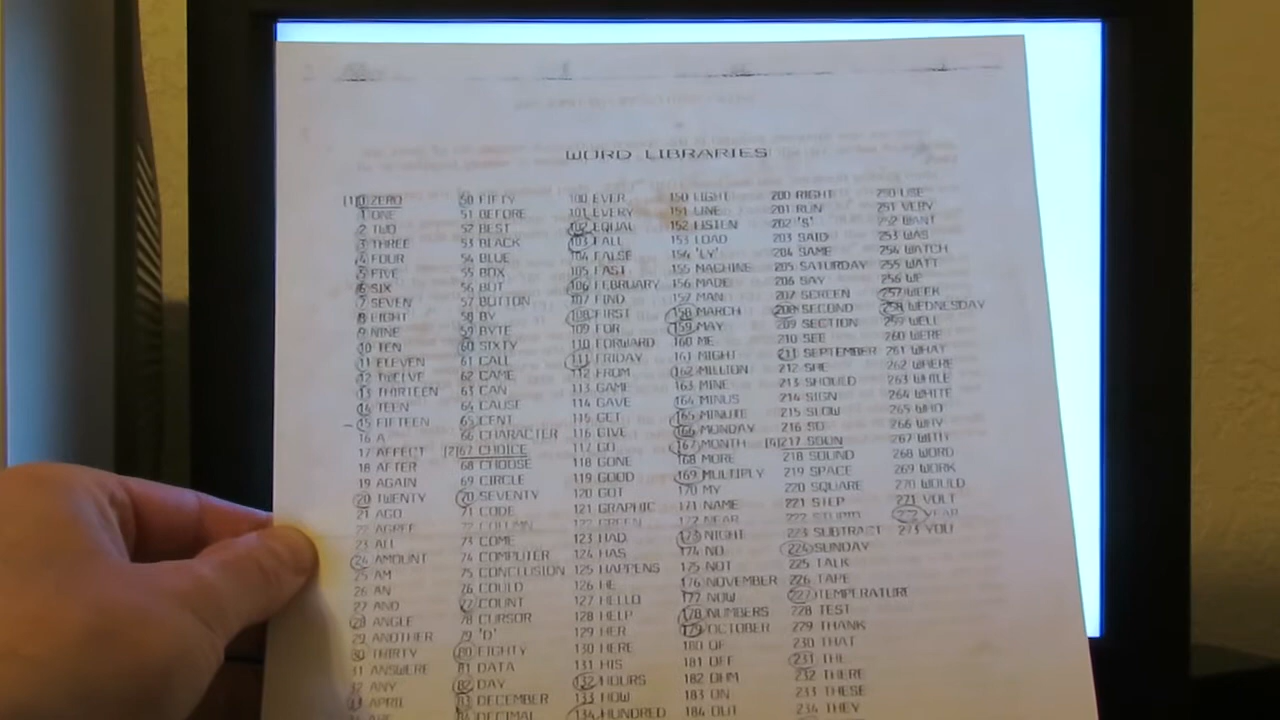 WORD LIBRARIES
[1]0 ZERO
1 ONE
2 TWO
3 THREE
4 FOUR
5 FIVE
6 SIX
7 SEVEN
8 EIGHT
9 NINE
10 TEN
11 ELEVEN
12 TWELVE
13 THIRTEEN
14 TEEN
15 FIFTEEN
16 A
17 AFFECT
18 AFTER
19 AGAIN
20 TWENTY
21 AGO
22 AGREE
23 ALL
24 AMOUNT
25 AM
26 AN
27 AND
28 ANGLE
29 ANOTHER
30 THIRTY
31 ANSWERE
32 ANY
33 APRIL
50 FIFTY
51 BEFORE
52 BEST
53 BLACK
54 BLUE
55 BOX
56 BUT
57 BUTTON
58 BY
59 BYTE
60 SIXTY
61 CALL
62 CAME
63 CAN
64 CAUSE
65 CENT
66 CHARACTER
[2]67 CHOICE
68 CHOOSE
69 CIRCLE
70 SEVENTY
71 CODE
72 COLUMN
73 COME
74 COMPUTER
75 CONCLUSION
76 COULD
77 COUNT
78 CURSOR
79 'D'
80 EIGHTY
81 DATA
82 DAY
83 DECEMBER
84 DECIMAL
100 EVER
101 EVERY
102 EQUAL
103 FALL
104 FALSE
105 FAST
106 FEBRUARY
107 FIND
108 FIRST
109 FOR
110 FORWARD
111 FRIDAY
112 FROM
113 GAME
114 GAVE
115 GET
116 GIVE
117 GO
118 GONE
119 GOOD
120 GOT
121 GRAPHIC
122 GREEN
123 HAD
124 HAS
125 HAPPENS
126 HE
127 HELLO
128 HELP
129 HER
130 HERE
131 HIS
132 HOURS
133 HOW
134 HUNDRED
150 LIGHT
151 LINE
152 LISTEN
153 LOAD
154 'LY'
155 MACHINE
156 MADE
157 MAN
158 MARCH
159 MAY
160 ME
161 MIGHT
162 MILLION
163 MINE
164 MINUS
165 MINUTE
166 MONDAY
167 MONTH
168 MORE
169 MULTIPLY
170 MY
171 NAME
172 NEAR
173 NIGHT
174 NO
175 NOT
176 NOVEMBER
177 NOW
178 NUMBERS
179 OCTOBER
180 OF
181 OFF
182 OHM
183 ON
184 OUT
200 RIGHT
201 RUN
202 'S'
203 SAID
204 SAME
205 SATURDAY
206 SAY
207 SCREEN
208 SECOND
209 SECTION
210 SEE
211 SEPTEMBER
212 SHE
213 SHOULD
214 SIGN
215 SLOW
216 SO
[4]217 SOON
218 SOUND
219 SPACE
220 SQUARE
221 STEP
222 STUPID
223 SUBTRACT
224 SUNDAY
225 TALK
226 TAPE
227 TEMPERATURE
228 TEST
229 THANK
230 THAT
231 THE
232 THERE
233 THESE
234 THEY
250 USE
251 VERY
252 WANT
253 WAS
254 WATCH
255 WATT
256 WE
257 WEEK
258 WEDNESDAY
259 WELL
260 WERE
261 WHAT
262 WHERE
263 WHILE
264 WHITE
265 WHO
266 WHY
267 WITH
268 WORD
269 WORK
270 WOULD
271 VOLT
272 YEAR
273 YOU